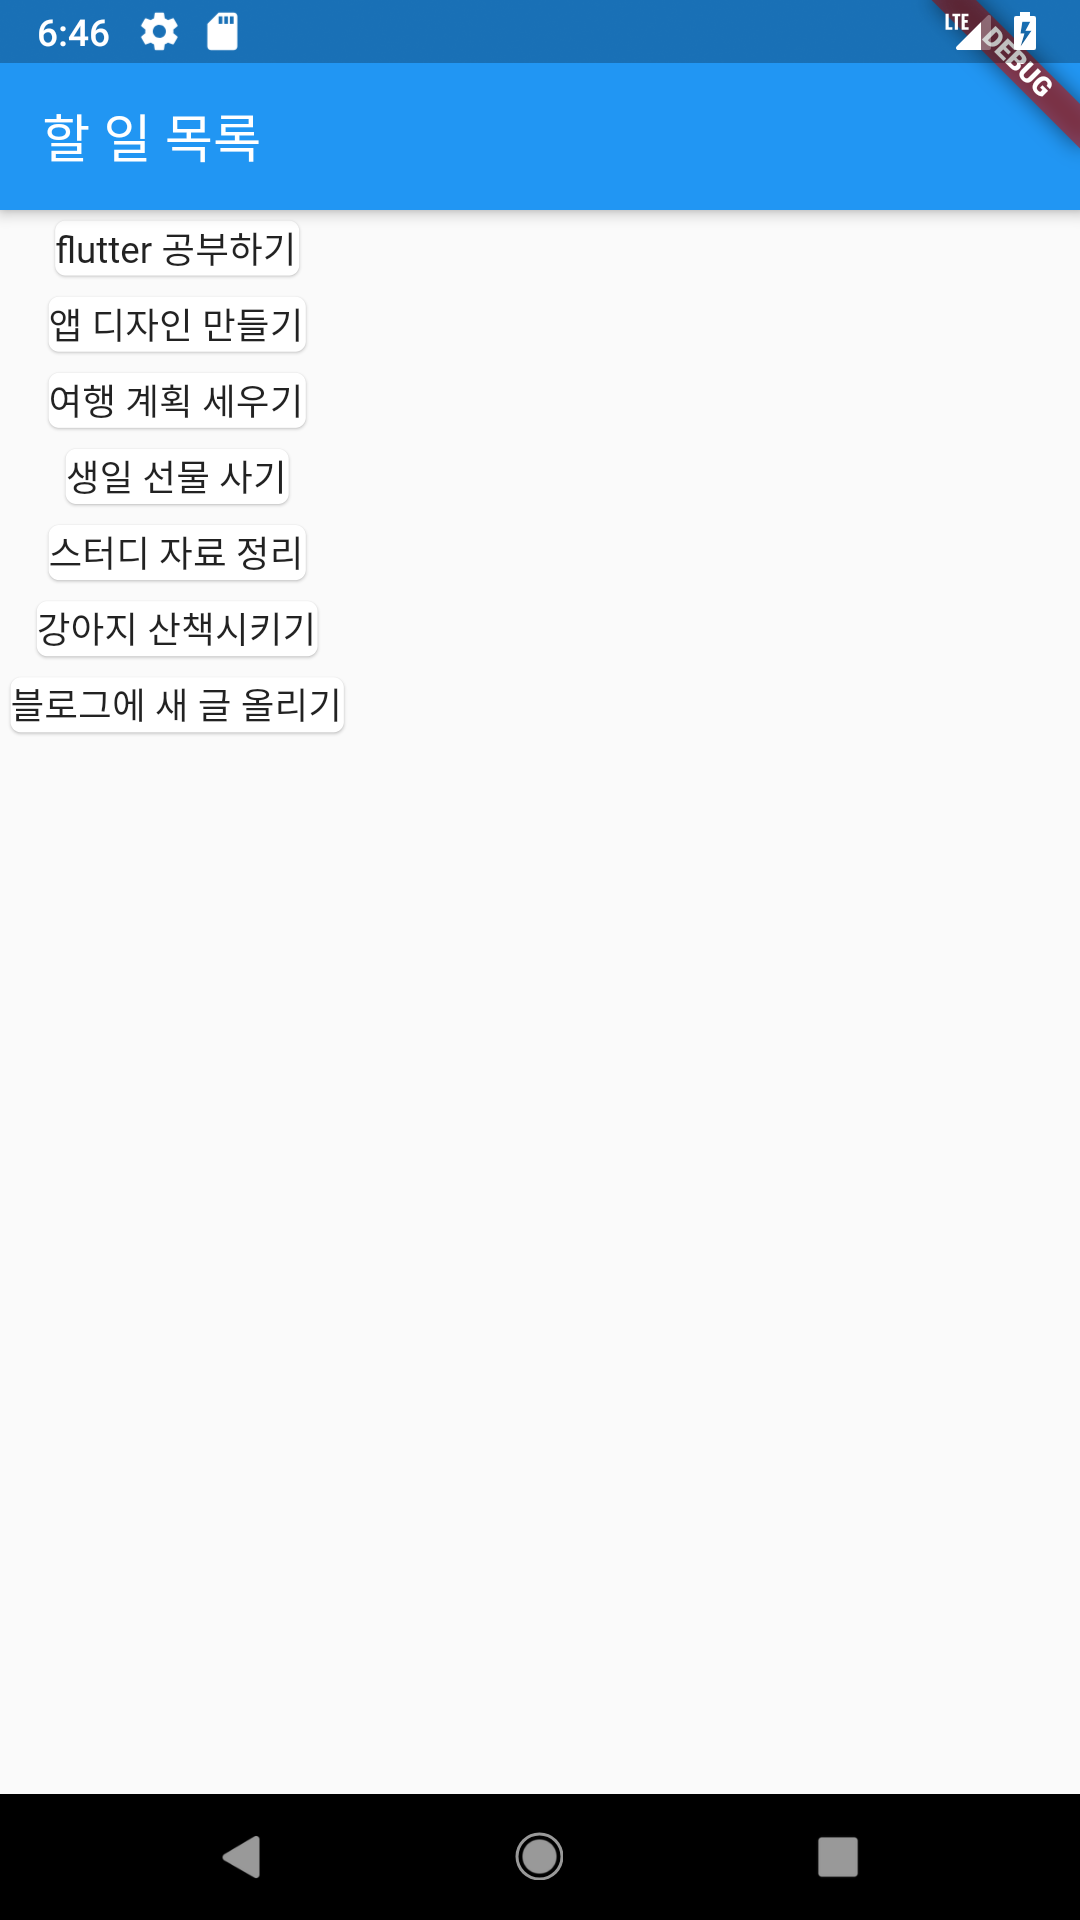 6:46
LTE
DEBUG
할 일 목록
flutter 공부하기
앱 디자인 만들기
여행 계획 세우기
생일 선물 사기
스터디 자료 정리
강아지 산책시키기
블로그에 새 글 올리기